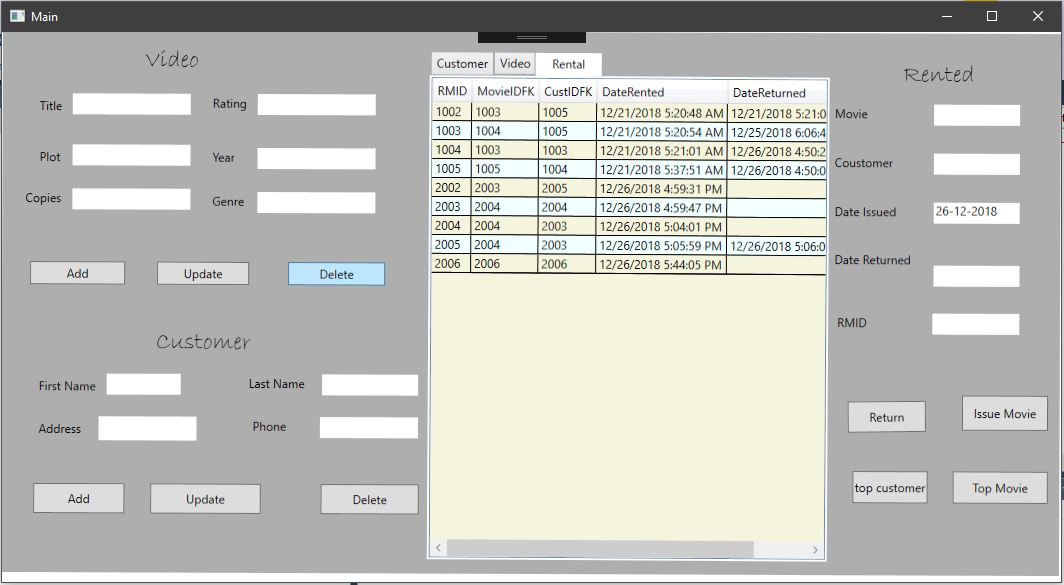 Main
Video
Title
Rating
Plot
Year
Copies
Genre
Add Update Delete
Customer
First Name
Last Name
Address
Phone
Add Update Delete
Customer Video Rental
RMID MovieIDFK CustIDFK DateRented DateReturned
1002 1003 1005 12/21/2018 5:20:48 AM 12/21/2018 5:21:0
1003 1004 1005 12/21/2018 5:20:54 AM 12/25/2018 6:06:4
1004 1003 1003 12/21/2018 5:21:01 AM 12/26/2018 4:50:2
1005 1005 1004 12/21/2018 5:37:51 AM 12/26/2018 4:50:0
2002 2003 2005 12/26/2018 4:59:31 PM
2003 2004 2004 12/26/2018 4:59:47 PM
2004 2004 2003 12/26/2018 5:04:01 PM
2005 2004 2003 12/26/2018 5:05:59 PM 12/26/2018 5:06:0
2006 2006 2006 12/26/2018 5:44:05 PM
Rented
Movie
Coustomer
Date Issued 26-12-2018
Date Returned
RMID
Return Issue Movie
top customer Top Movie